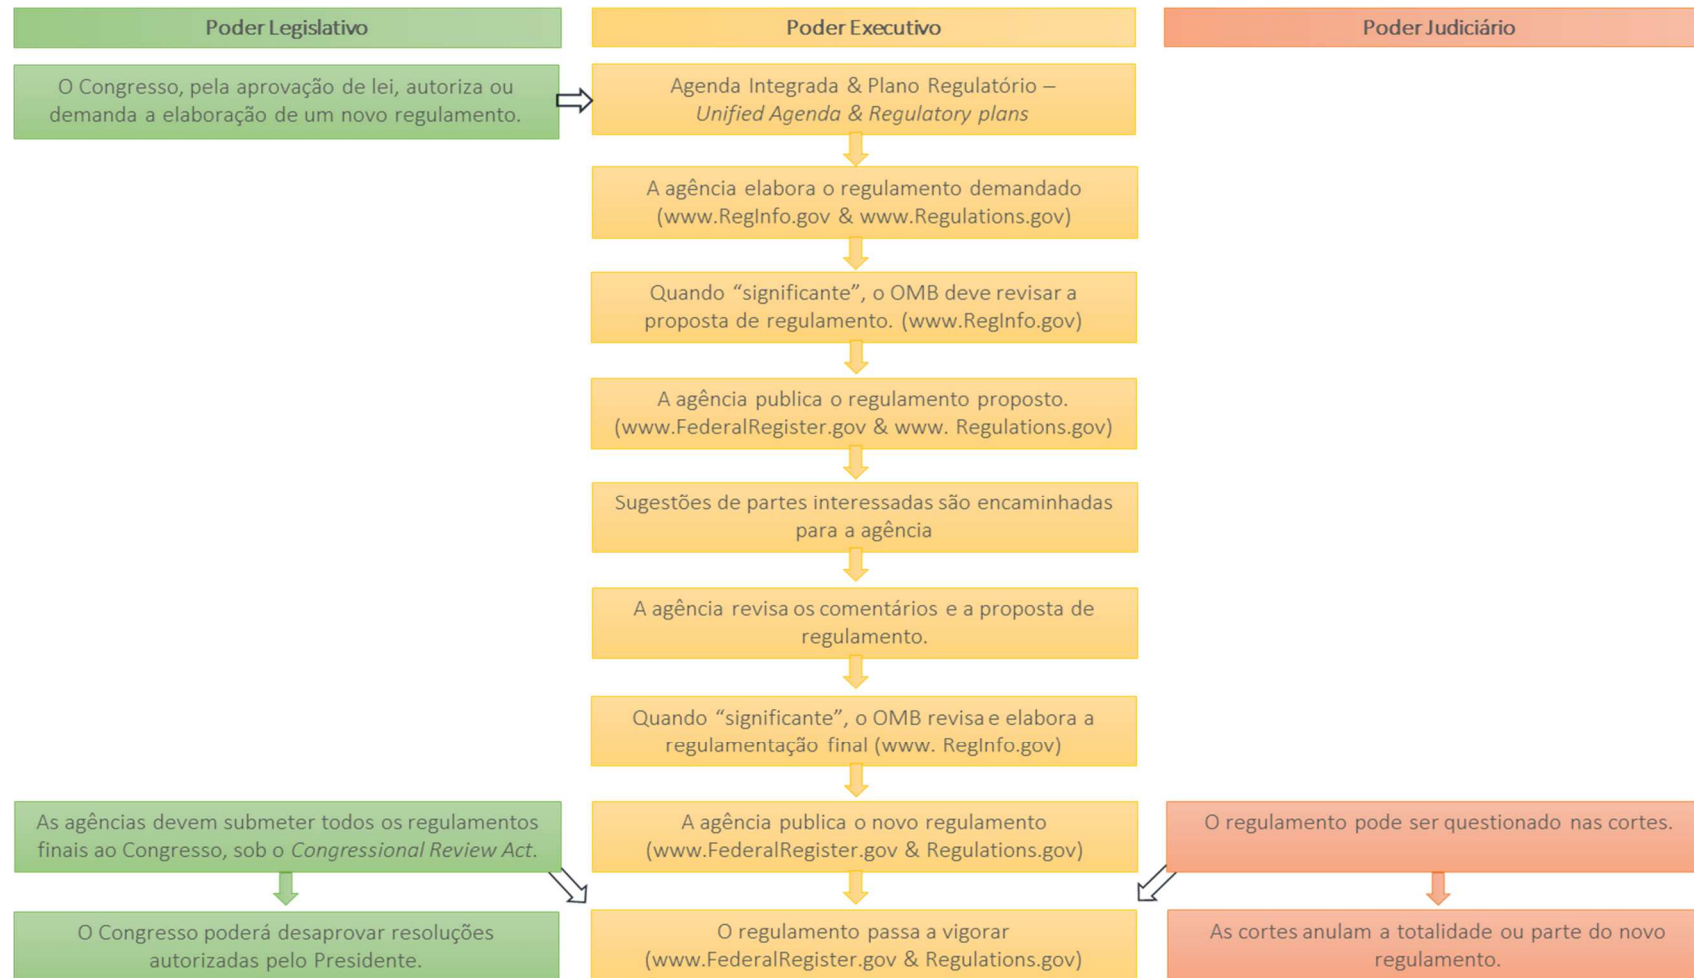 Poder Legislativo
Poder Executivo
Poder Judiciário
O Congresso, pela aprovação de lei, autoriza ou
demanda a elaboração de um novo regulamento.
Agenda Integrada & Plano Regulatório –
Unified Agenda & Regulatory plans
A agência elabora o regulamento demandado
(www.RegInfo.gov & www.Regulations.gov)
Quando “significante”, o OMB deve revisar a
proposta de regulamento. (www.RegInfo.gov)
A agência publica o regulamento proposto.
(www.FederalRegister.gov & www. Regulations.gov)
Sugestões de partes interessadas são encaminhadas
para a agência
A agência revisa os comentários e a proposta de
regulamento.
Quando “significante”, o OMB revisa e elabora a
regulamentação final (www. RegInfo.gov)
As agências devem submeter todos os regulamentos
finais ao Congresso, sob o Congressional Review Act.
A agência publica o novo regulamento
(www.FederalRegister.gov & Regulations.gov)
O regulamento pode ser questionado nas cortes.
O Congresso poderá desaprovar resoluções
autorizadas pelo Presidente.
O regulamento passa a vigorar
(www.FederalRegister.gov & Regulations.gov)
As cortes anulam a totalidade ou parte do novo
regulamento.